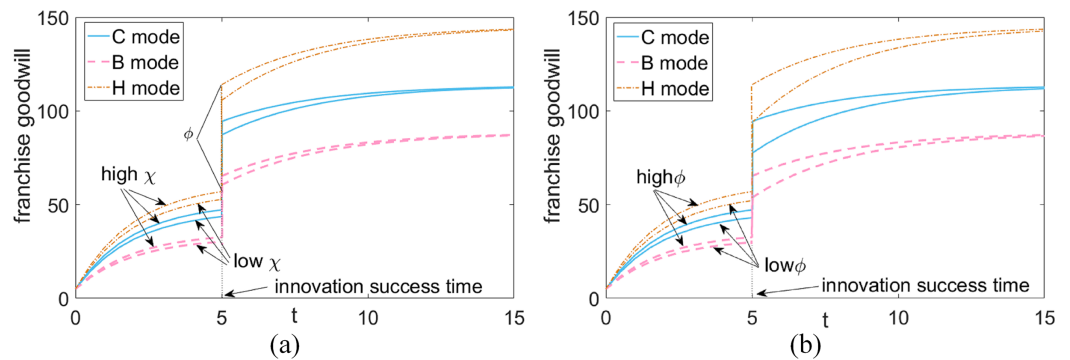 150
100
50
0
franchise goodwill
C mode
B mode
H mode
ϕ
high χ
low χ
innovation success time
0
5
10
15
t
(a)
150
100
50
0
franchise goodwill
C mode
B mode
H mode
highϕ
lowϕ
innovation success time
0
5
10
15
t
(b)